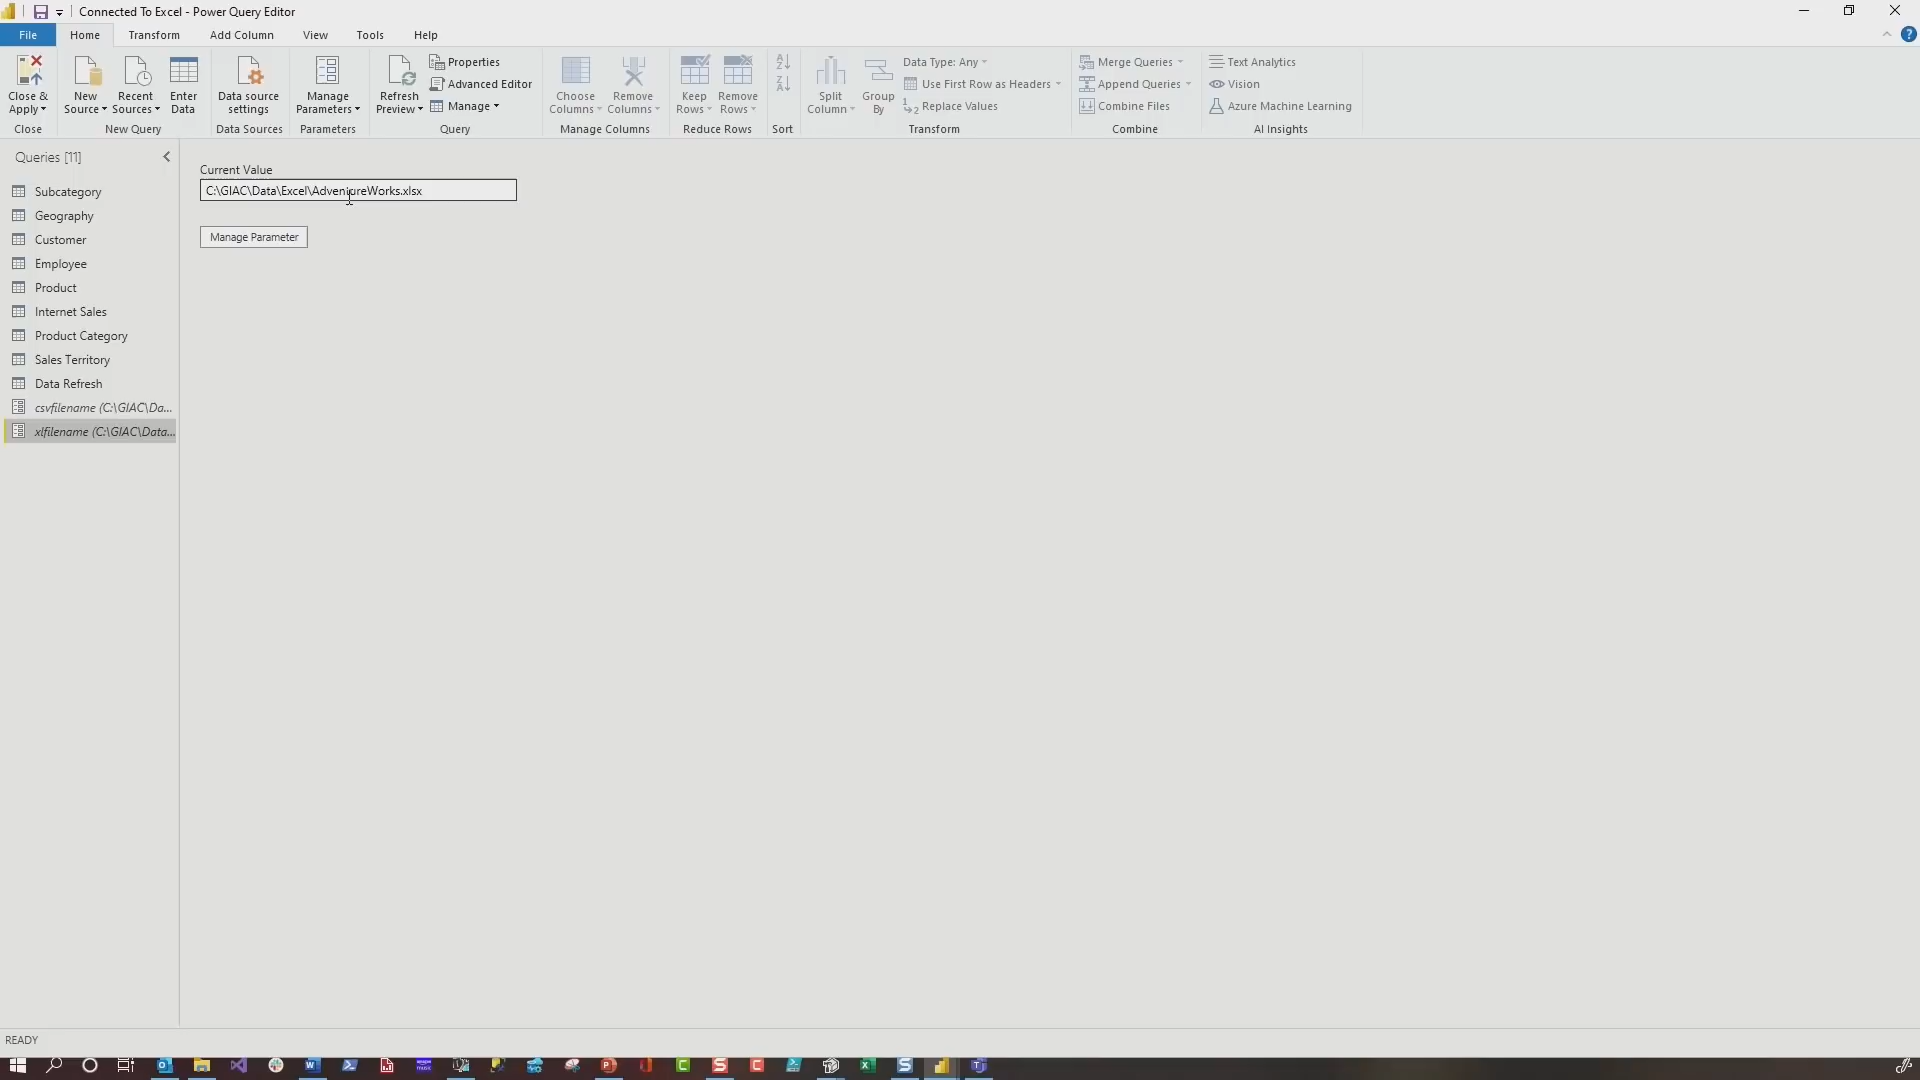 Connected To Excel - Power Query Editor
File Home Transform Add Column View Tools Help
Close & Apply
New Source
Recent Sources
Enter Data
Data source settings
Manage Parameters
Refresh Preview
Properties
Advanced Editor
Manage
Choose Columns
Remove Columns
Keep Rows
Remove Rows
Split Column
Group By
Data Type: Any
Use First Row as Headers
Replace Values
Merge Queries
Append Queries
Combine Files
Text Analytics
Vision
Azure Machine Learning
Close New Query Data Sources Parameters Query Manage Columns Reduce Rows Sort Transform Combine AI Insights
Queries [11]
Subcategory
Geography
Customer
Employee
Product
Internet Sales
Product Category
Sales Territory
Data Refresh
csvfilename (C:\GIAC\Da...
xlfilename (C:\GIAC\Data...
Current Value
C:\GIAC\Data\Excel\AdventureWorks.xlsx
Manage Parameter
READY